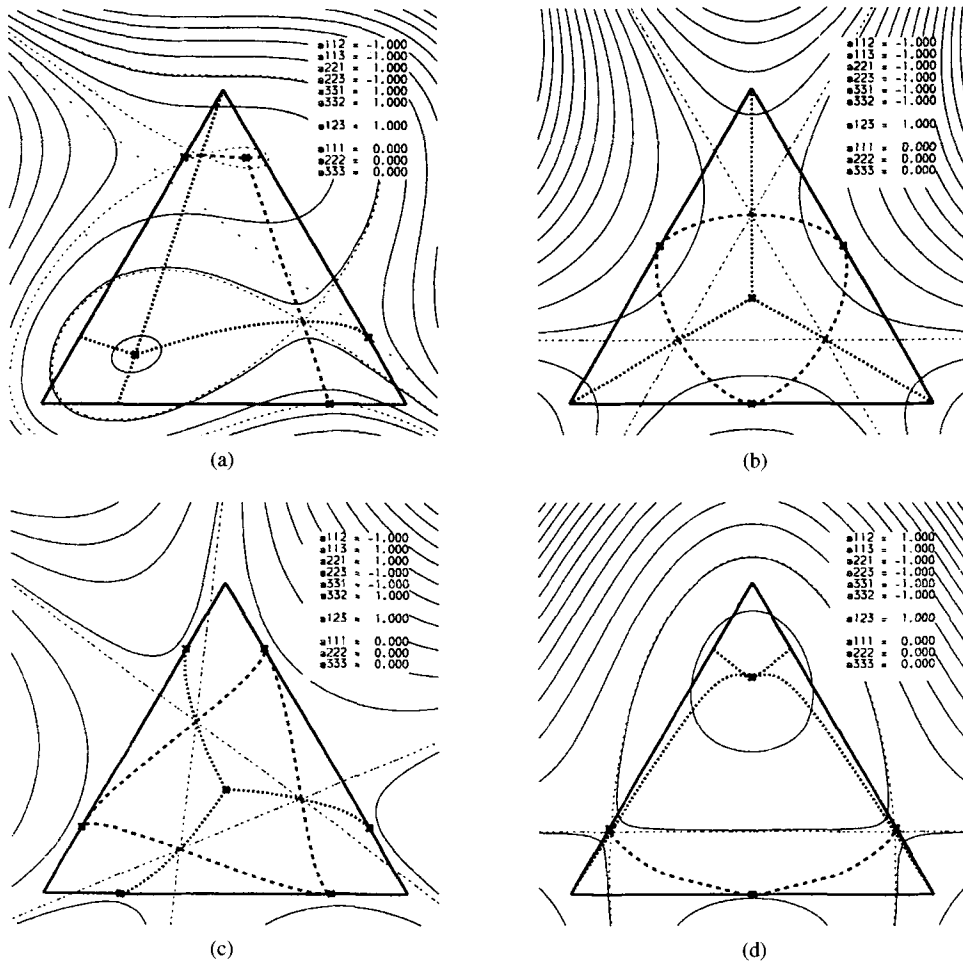 a112 = -1.000
a113 = -1.000
a221 = 1.000
a223 = -1.000
a331 = -1.000
a332 = 1.000
a123 = 1.000
a111 = 0.000
a222 = 0.000
a333 = 0.000
(a)
a112 = -1.000
a113 = -1.000
a221 = -1.000
a223 = -1.000
a331 = -1.000
a332 = -1.000
a123 = 1.000
a111 = 0.000
a222 = 0.000
a333 = 0.000
(b)
a112 = -1.000
a113 = 1.000
a221 = 1.000
a223 = -1.000
a331 = -1.000
a332 = 1.000
a123 = 1.000
a111 = 0.000
a222 = 0.000
a333 = 0.000
(c)
a112 = 1.000
a113 = 1.000
a221 = 1.000
a223 = -1.000
a331 = 1.000
a332 = -1.000
a123 = 1.000
a111 = 0.000
a222 = 0.000
a333 = 0.000
(d)